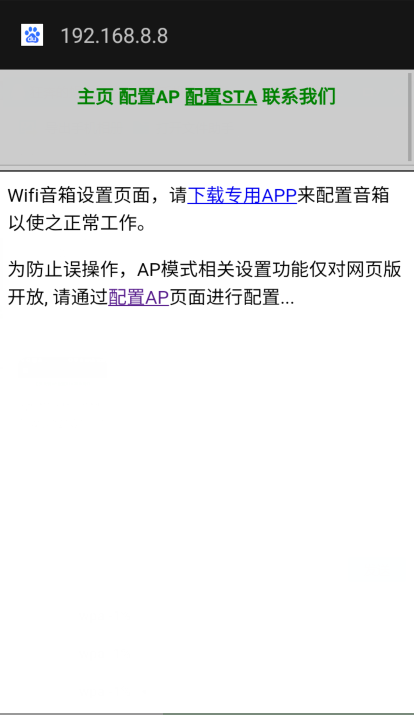 192.168.8.8
主页 配置AP 配置STA 联系我们
Wifi音箱设置页面，请下载专用APP来配置音箱
以使之正常工作。
为防止误操作，AP模式相关设置功能仅对网页版
开放, 请通过配置AP页面进行配置...